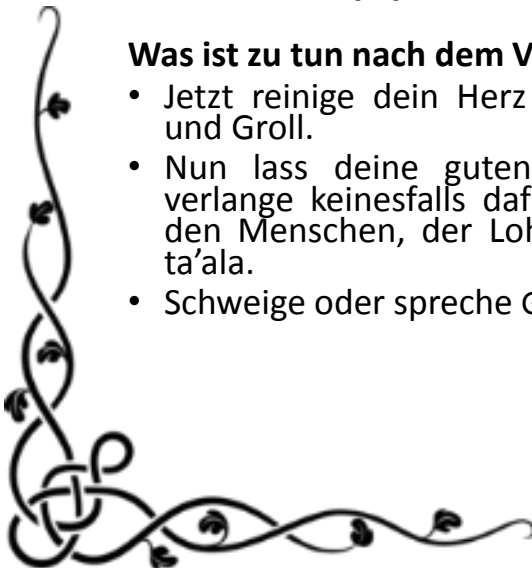 Was ist zu tun nach dem V
• Jetzt reinige dein Herz
und Groll.
• Nun lass deine guten
verlange keinesfalls daf
den Menschen, der Loh
ta’ala.
• Schweige oder spreche G